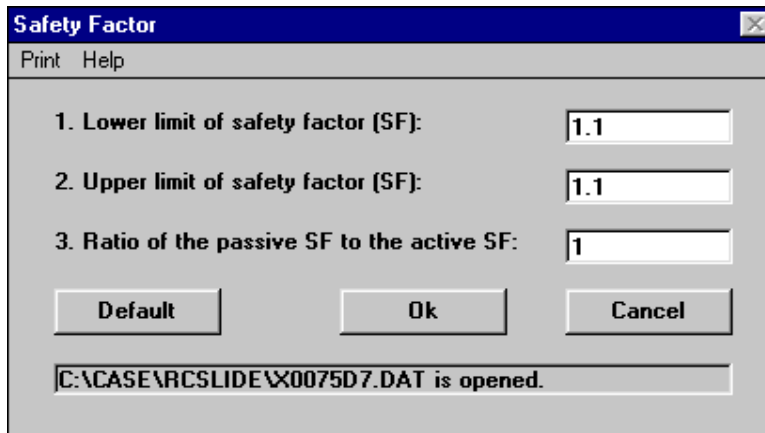 Safety Factor
Print Help
1. Lower limit of safety factor (SF): 1.1
2. Upper limit of safety factor (SF): 1.1
3. Ratio of the passive SF to the active SF: 1
Default Ok Cancel
C:\CASE\RCSLIDE\X0075D7.DAT is opened.